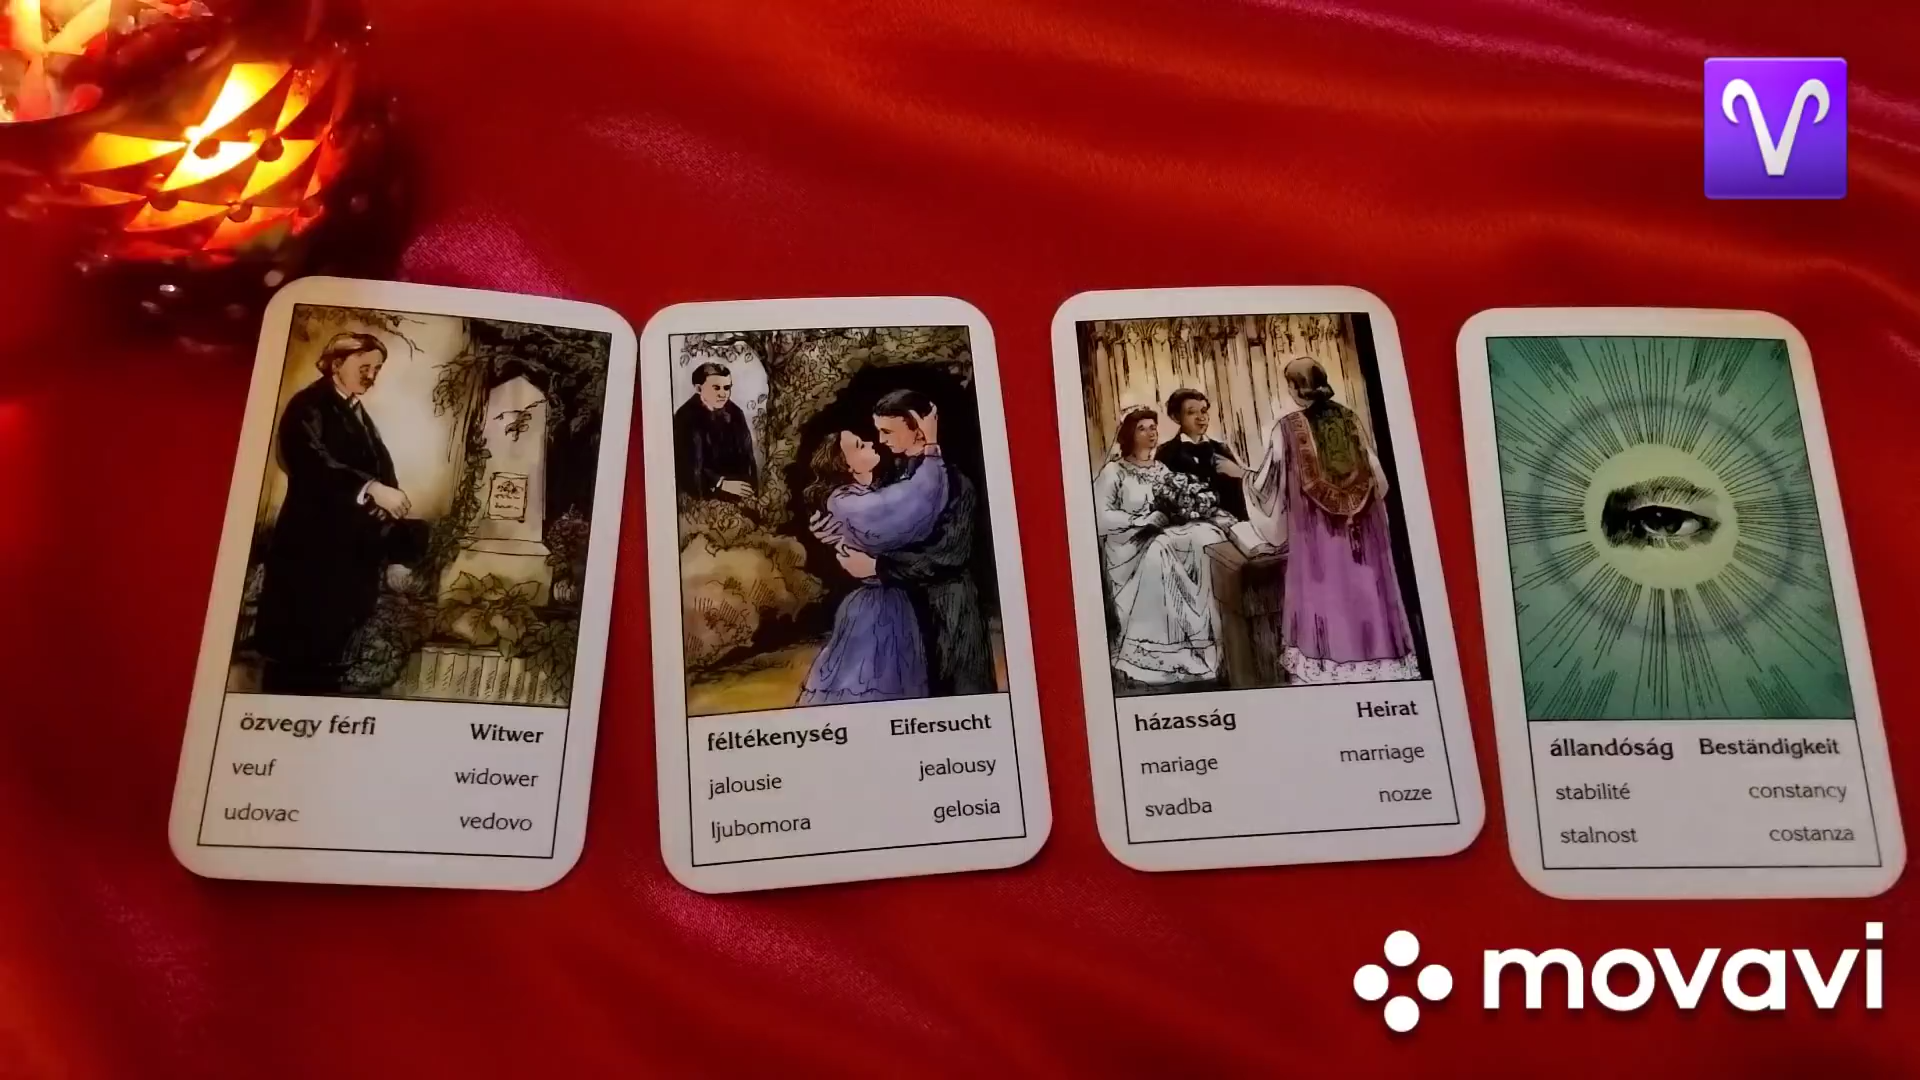 özvegy férfi Witwer
veuf widower
udovac vedovo
féltékenység Eifersucht
jalousie jealousy
ljubomora gelosia
házasság Heirat
mariage marriage
svadba nozze
állandóság Beständigkeit
stabilité constancy
stalnost costanza
movavi